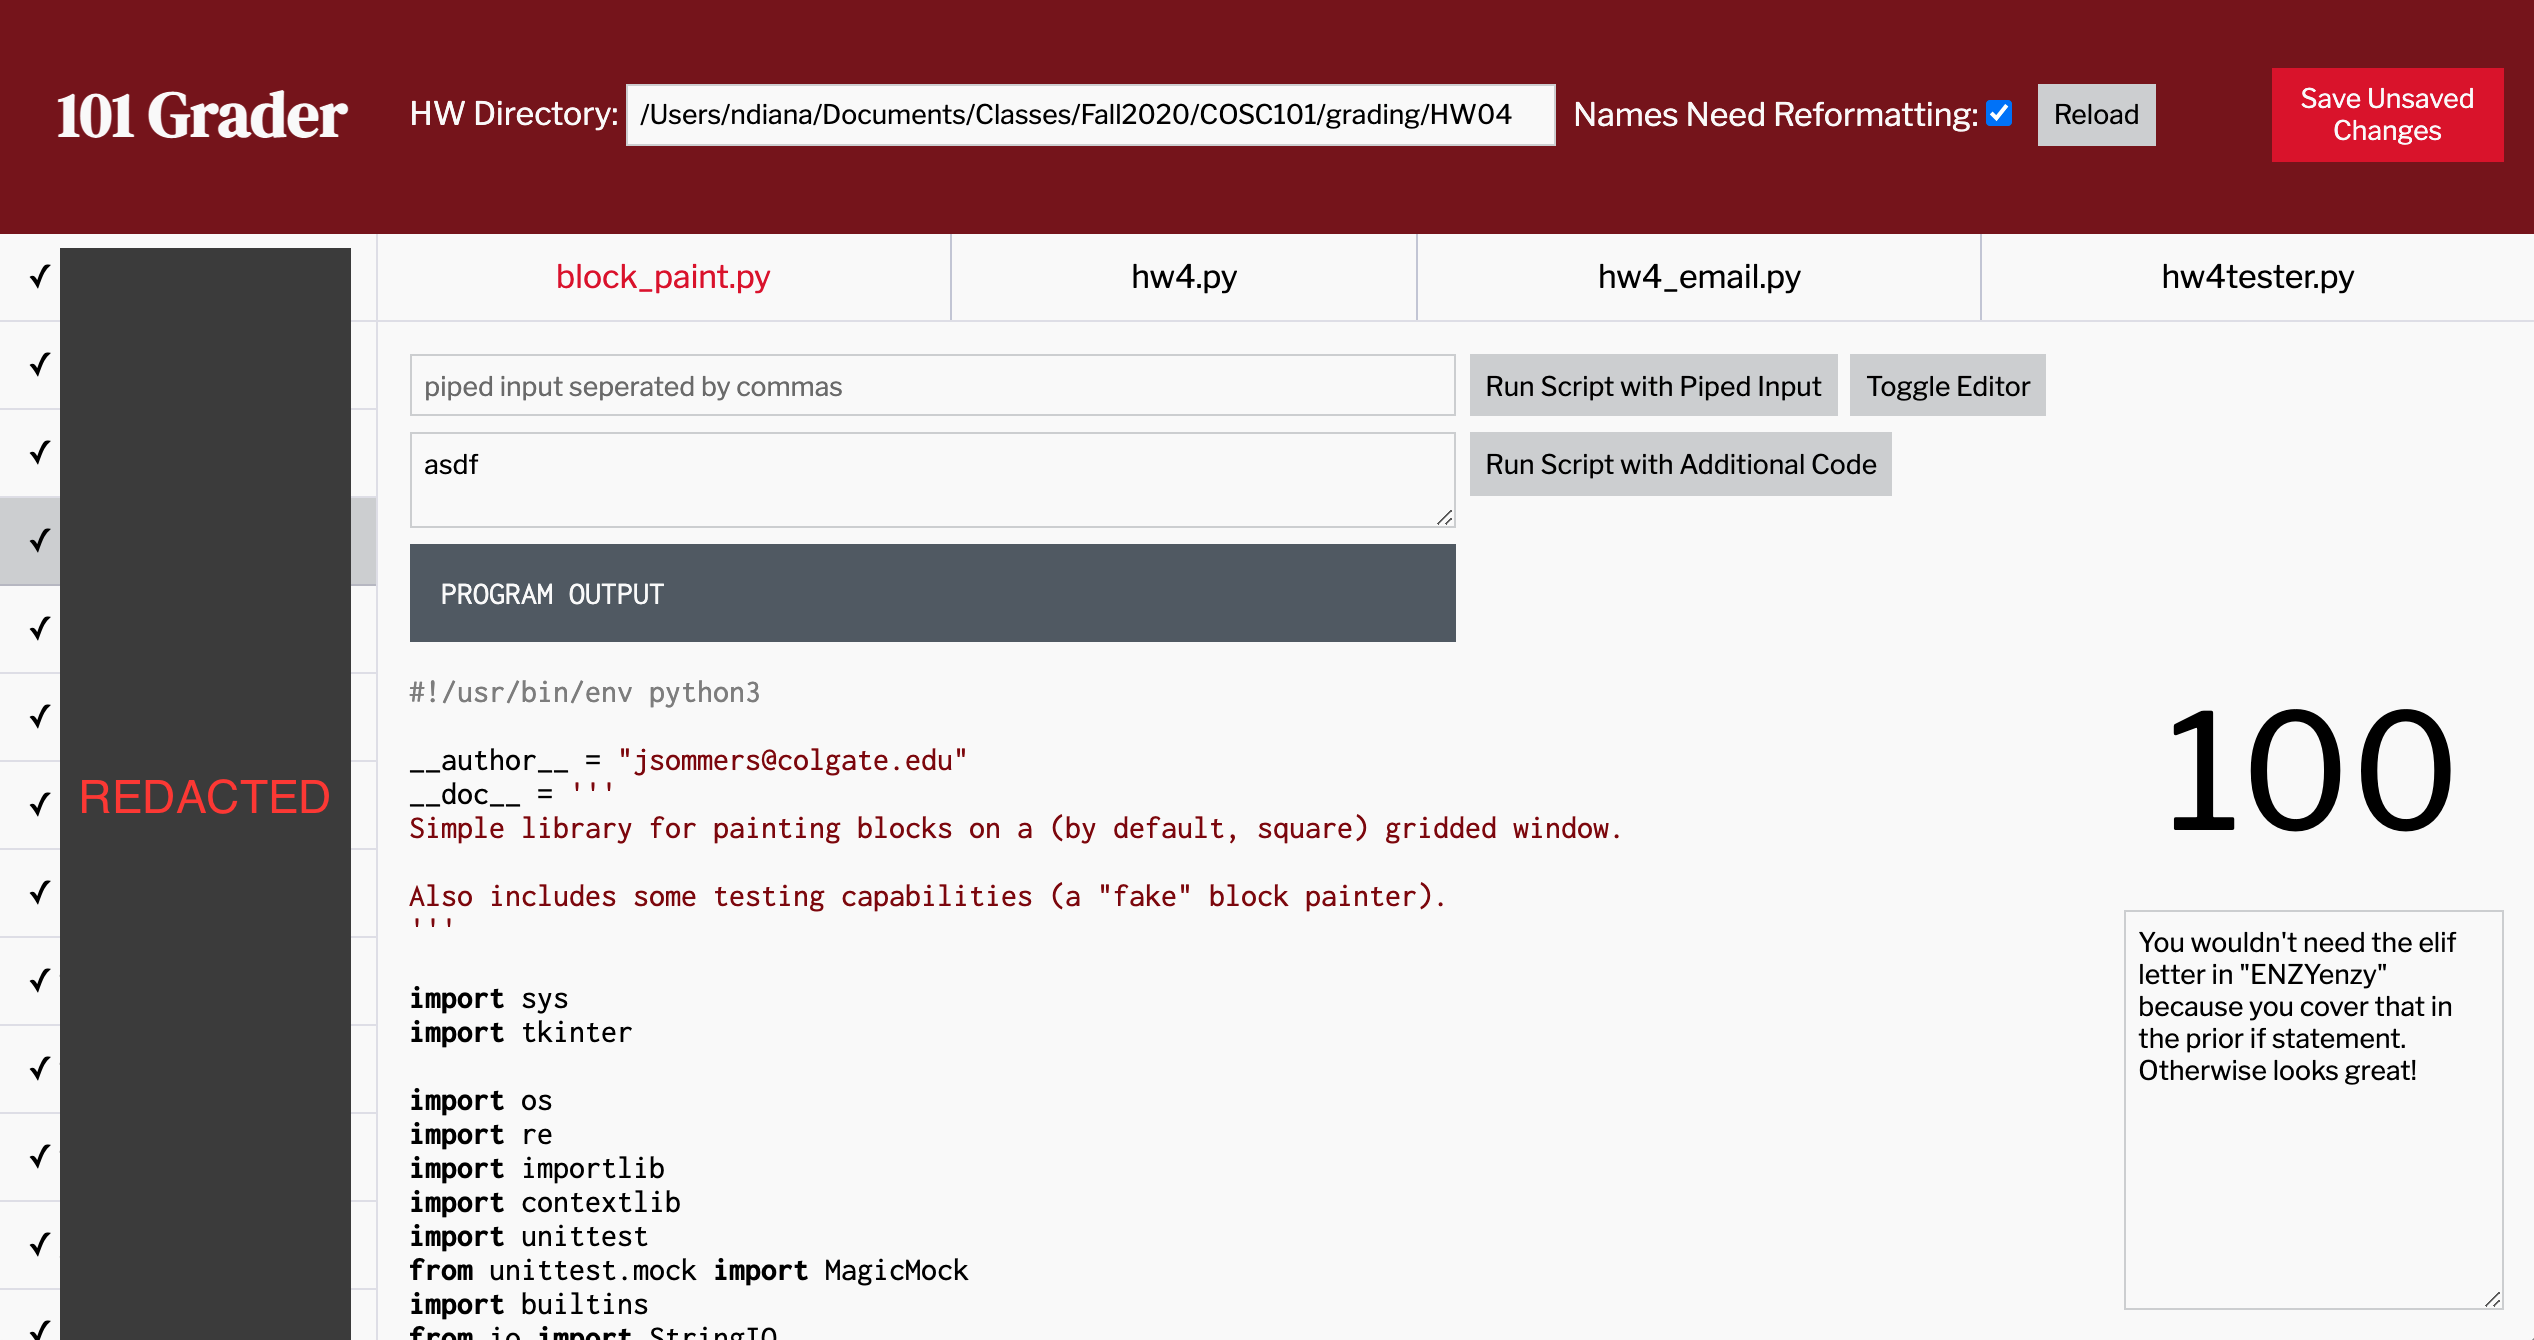 101 Grader
HW Directory:
/Users/ndiana/Documents/Classes/Fall2020/COSC101/grading/HW04
Names Need Reformatting:
Reload
Save Unsaved
Changes
REDACTED
block_paint.py
hw4.py
hw4_email.py
hw4tester.py
piped input seperated by commas
Run Script with Piped Input
Toggle Editor
asdf
Run Script with Additional Code
PROGRAM OUTPUT
#!/usr/bin/env python3
__author__ = "jsommers@colgate.edu"
__doc__ = '''
Simple library for painting blocks on a (by default, square) gridded window.
Also includes some testing capabilities (a "fake" block painter).
'''
import sys
import tkinter
import os
import re
import importlib
import contextlib
import unittest
from unittest.mock import MagicMock
import builtins
from io import StringIO
100
You wouldn't need the elif
letter in "ENZYenzy"
because you cover that in
the prior if statement.
Otherwise looks great!